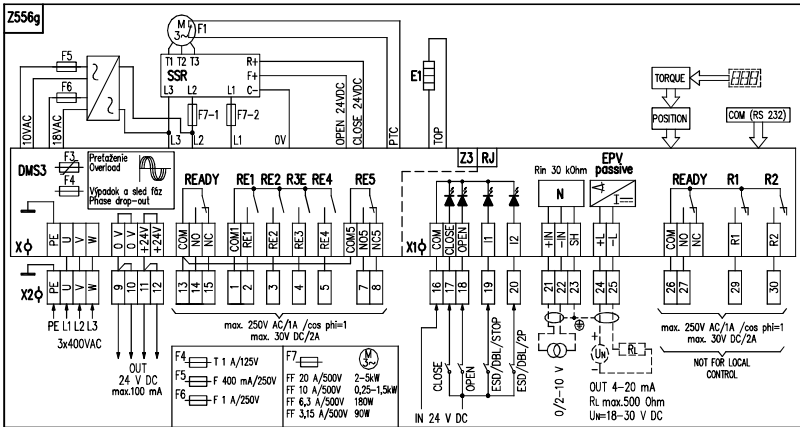 Z556g
M
3~
F1
T1 T2 T3
SSR
R+
F+
C-
L3 L2 L1
F5
F6
F7-1
F7-2
10VAC
18VAC
L3 L2 L1
0V
OPEN 24VDC
CLOSE 24VDC
PTC
E1
TOP
TORQUE
POSITION
COM (RS 232)
DMS3
F3
F4
Preťaženie
Overload
Výpadok a sled fáz
Phase drop-out
READY
RE1 RE2 R3E RE4
RE5
Z3 RJ
Rin 30 kOhm
N
EPV
passive
READY R1 R2
X
PE U V W
0 V
0 V
+24V
+24V
COM NO NC
COM1 RE1 RE2 RE3 RE4
COM5 NO5 NC5
X1
COM CLOSE OPEN
I1 I2
+IN -IN SH
+L -L
COM NO NC
R1 R2
X2
PE U V W
9 10 11 12
13 14 15
1 2 3 4 5
7 8
16 17 18
19 20
21 22 23
24 25
26 27
29 30
PE L1 L2 L3
3x400VAC
OUT
24 V DC
max.100 mA
max. 250V AC/1A /cos phi=1
max. 30V DC/2A
F4 T 1 A/125V
F5 F 400 mA/250V
F6 F 1 A/250V
F7 M
3~
FF 20 A/500V 2-5kW
FF 10 A/500V 0,25-1,5kW
FF 6,3 A/500V 180W
FF 3,15 A/500V 90W
IN 24 V DC
CLOSE
OPEN
ESD/DBL/STOP
ESD/DBL/2P
0/2-10 V
+
UN
-
RL
OUT 4-20 mA
RL max.500 Ohm
UN=18-30 V DC
max. 250V AC/1A /cos phi=1
max. 30V DC/2A
NOT FOR LOCAL
CONTROL